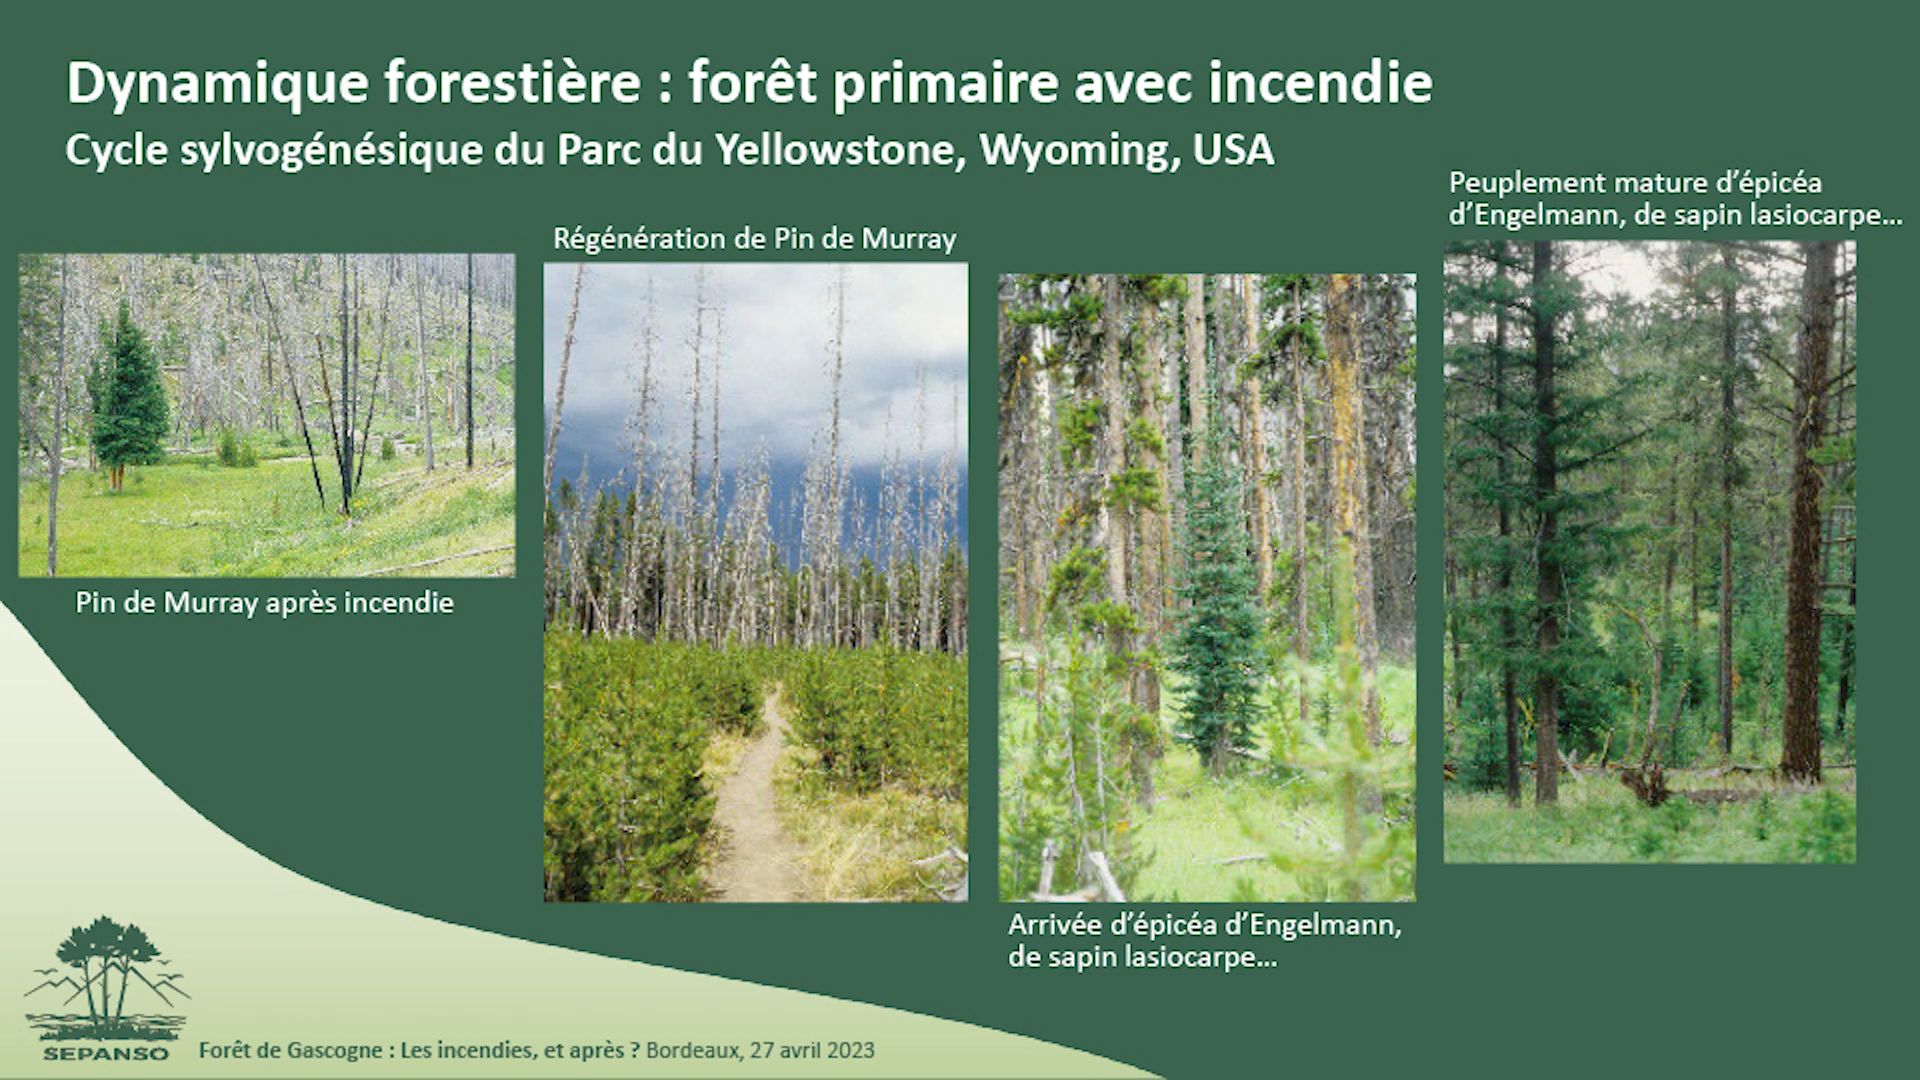 Dynamique forestière : forêt primaire avec incendie
Cycle sylvogénésique du Parc du Yellowstone, Wyoming, USA
Pin de Murray après incendie
Régénération de Pin de Murray
Arrivée d’épicéa d’Engelmann,
de sapin lasiocarpe...
Peuplement mature d’épicéa
d’Engelmann, de sapin lasiocarpe...
SEPANSO
Forêt de Gascogne : Les incendies, et après ? Bordeaux, 27 avril 2023